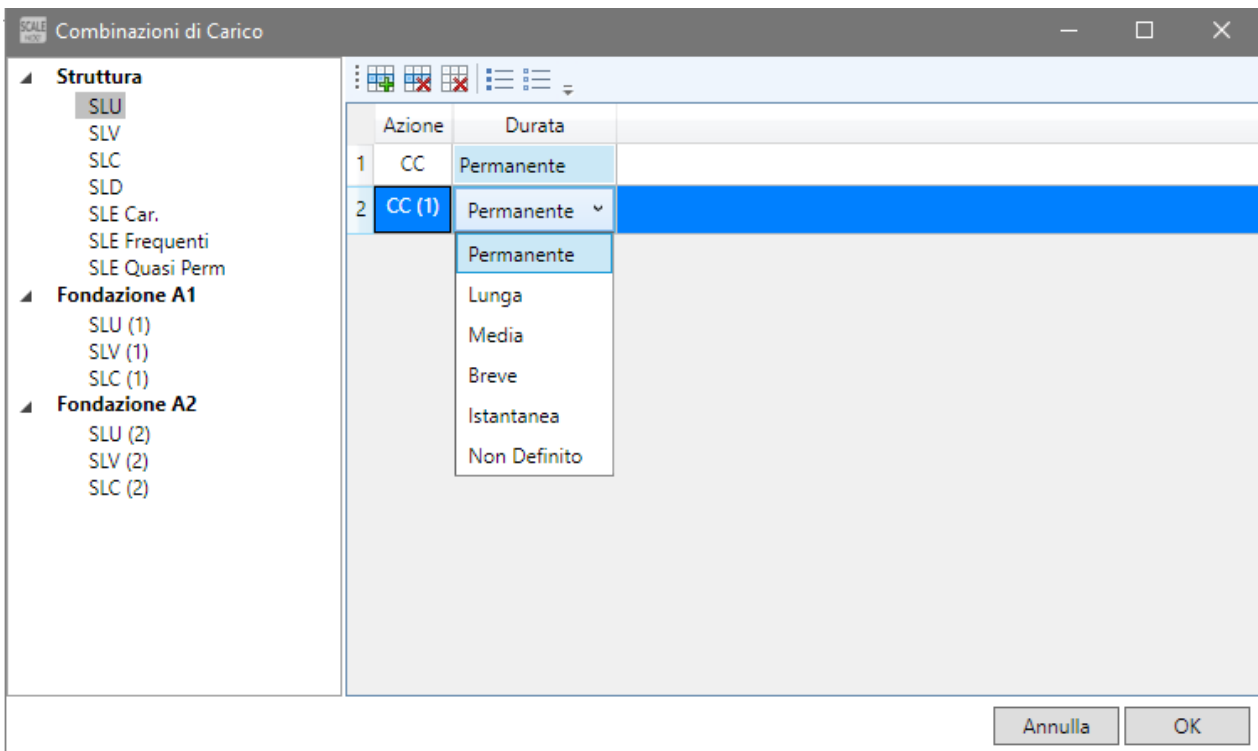 SCALE
Combinazioni di Carico
Struttura
SLU
SLV
SLC
SLD
SLE Car.
SLE Frequenti
SLE Quasi Perm
Fondazione A1
SLU (1)
SLV (1)
SLC (1)
Fondazione A2
SLU (2)
SLV (2)
SLC (2)
Azione Durata
1 CC Permanente
2 CC (1) Permanente
Permanente
Lunga
Media
Breve
Istantanea
Non Definito
Annulla OK